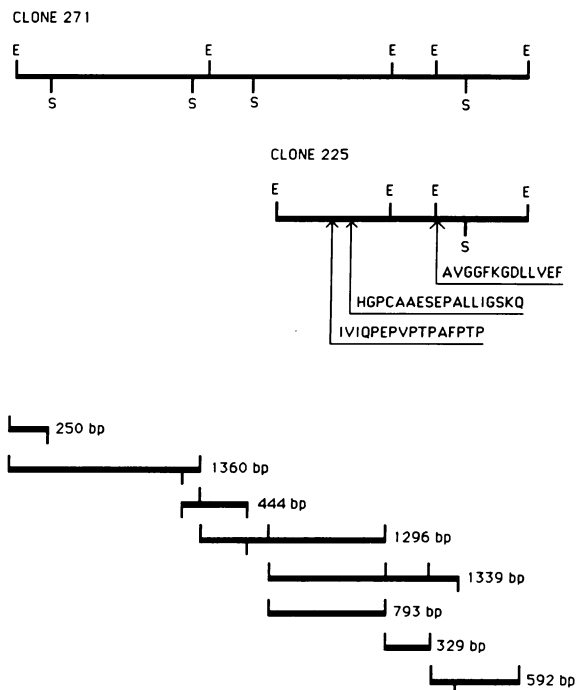 CLONE 271
E E E E E
S S S S
CLONE 225
E E E E
S
AVGGFKGDLLVEF
HGPCAAESEPALLIGSKQ
IVIQPEPVPTPAFPTP
250 bp
1360 bp
444 bp
1296 bp
1339 bp
793 bp
329 bp
592 bp